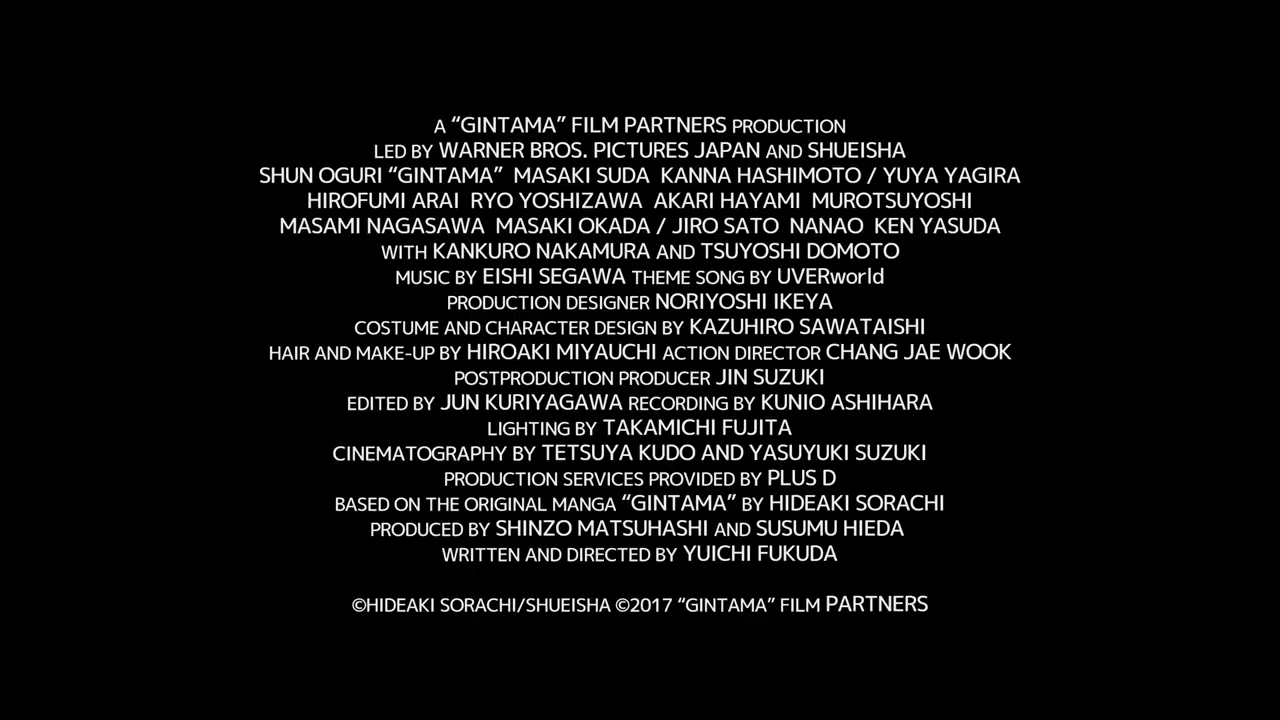 A “GINTAMA” FILM PARTNERS PRODUCTION
LED BY WARNER BROS. PICTURES JAPAN AND SHUEISHA
SHUN OGURI “GINTAMA” MASAKI SUDA KANNA HASHIMOTO / YUYA YAGIRA
HIROFUMI ARAI RYO YOSHIZAWA AKARI HAYAMI MUROTSUYOSHI
MASAMI NAGASAWA MASAKI OKADA / JIRO SATO NANAO KEN YASUDA
WITH KANKURO NAKAMURA AND TSUYOSHI DOMOTO
MUSIC BY EISHI SEGAWA THEME SONG BY UVERworld
PRODUCTION DESIGNER NORIYOSHI IKEYA
COSTUME AND CHARACTER DESIGN BY KAZUHIRO SAWATAISHI
HAIR AND MAKE-UP BY HIROAKI MIYAUCHI ACTION DIRECTOR CHANG JAE WOOK
POSTPRODUCTION PRODUCER JIN SUZUKI
EDITED BY JUN KURIYAGAWA RECORDING BY KUNIO ASHIHARA
LIGHTING BY TAKAMICHI FUJITA
CINEMATOGRAPHY BY TETSUYA KUDO AND YASUYUKI SUZUKI
PRODUCTION SERVICES PROVIDED BY PLUS D
BASED ON THE ORIGINAL MANGA “GINTAMA” BY HIDEAKI SORACHI
PRODUCED BY SHINZO MATSUHASHI AND SUSUMU HIEDA
WRITTEN AND DIRECTED BY YUICHI FUKUDA
©HIDEAKI SORACHI/SHUEISHA ©2017 “GINTAMA” FILM PARTNERS